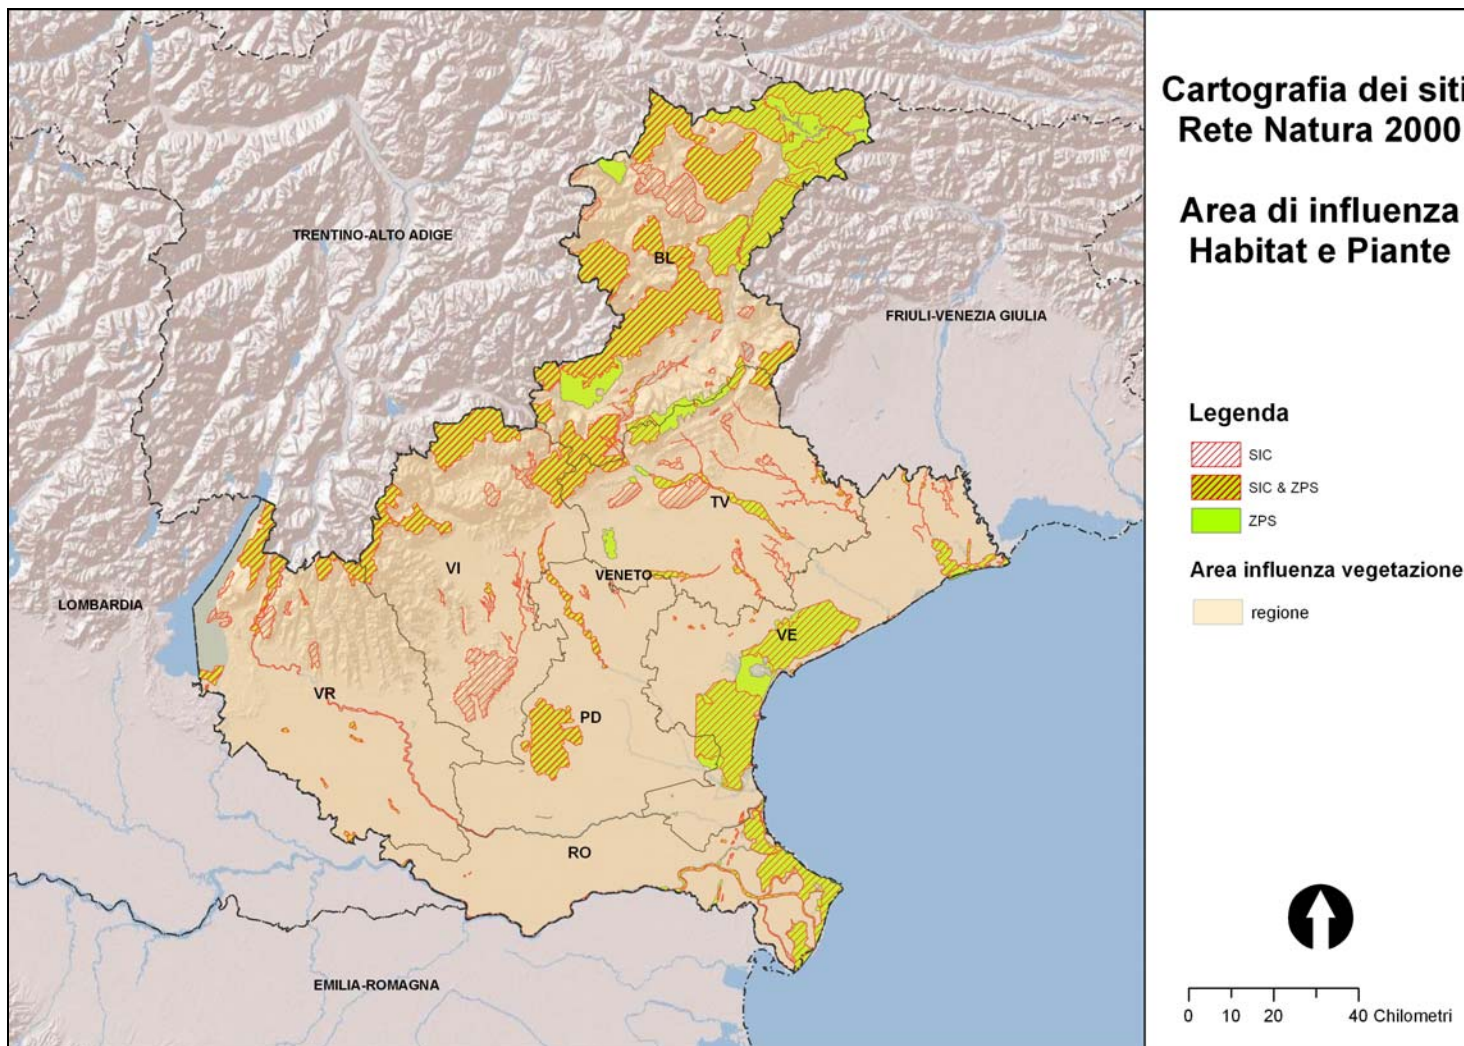 Cartografia dei siti
Rete Natura 2000
Area di influenza
Habitat e Piante
TRENTINO-ALTO ADIGE
BL
FRIULI-VENEZIA GIULIA
Legenda
SIC
SIC & ZPS
ZPS
TV
VI
VENETO
Area influenza vegetazione
LOMBARDIA
regione
VE
VR
PD
RO
EMILIA-ROMAGNA
0 10 20 40 Chilometri